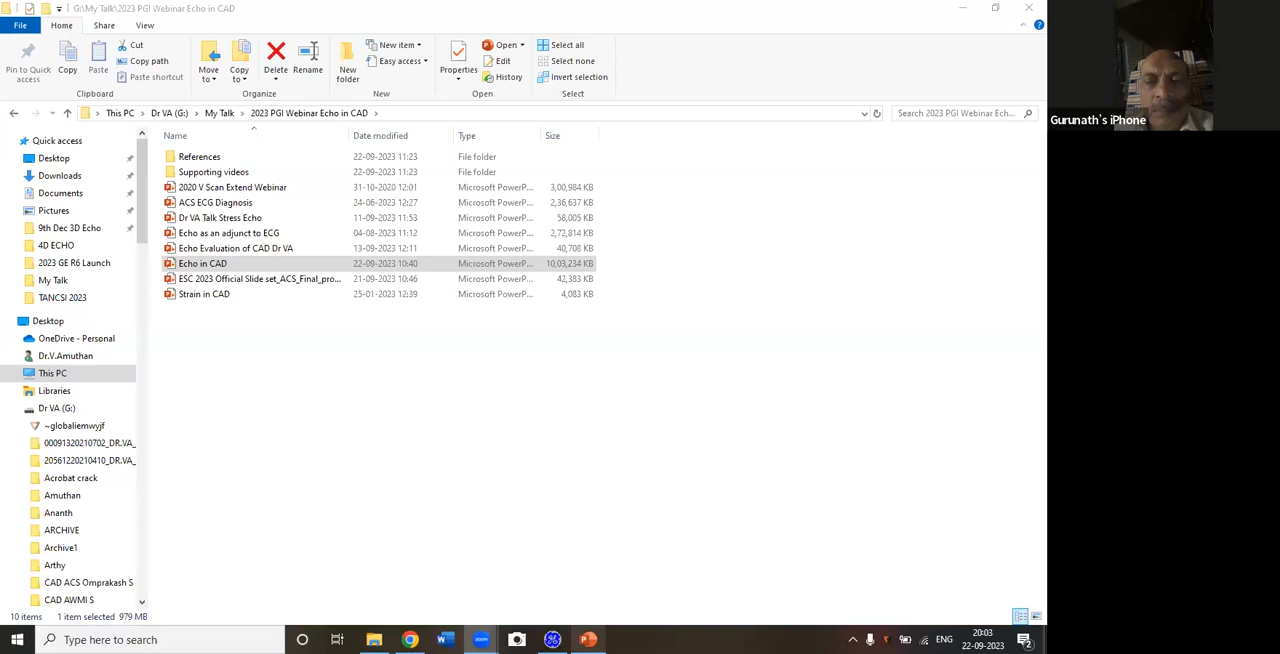 G:\My Talk\2023 PGI Webinar Echo in CAD
File Home Share View
Pin to Quick access
Copy
Paste
Cut
Copy path
Paste shortcut
Clipboard
Move to
Copy to
Delete
Rename
Organize
New folder
New item
Easy access
New
Properties
Open
Edit
History
Open
Select all
Select none
Invert selection
Select
This PC > Dr VA (G:) > My Talk > 2023 PGI Webinar Echo in CAD >
Search 2023 PGI Webinar Ech...
Gurunath's iPhone
Name Date modified Type Size
References 22-09-2023 11:23 File folder
Supporting videos 22-09-2023 11:23 File folder
2020 V Scan Extend Webinar 31-10-2020 12:01 Microsoft PowerP... 3,00,984 KB
ACS ECG Diagnosis 24-06-2023 12:27 Microsoft PowerP... 2,36,637 KB
Dr VA Talk Stress Echo 11-09-2023 11:53 Microsoft PowerP... 58,005 KB
Echo as an adjunct to ECG 04-08-2023 11:12 Microsoft PowerP... 2,72,814 KB
Echo Evaluation of CAD Dr VA 13-09-2023 12:11 Microsoft PowerP... 40,708 KB
Echo in CAD 22-09-2023 10:40 Microsoft PowerP... 10,03,234 KB
ESC 2023 Official Slide set_ACS_Final_pro... 21-09-2023 10:46 Microsoft PowerP... 42,383 KB
Strain in CAD 25-01-2023 12:39 Microsoft PowerP... 4,083 KB
Quick access
Desktop
Downloads
Documents
Pictures
9th Dec 3D Echo
4D ECHO
2023 GE R6 Launch
My Talk
TANCSI 2023
Desktop
OneDrive - Personal
Dr.V.Amuthan
This PC
Libraries
Dr VA (G:)
~globaliemwyjf
00091320210702_DR.VA_
20561220210410_DR.VA_
Acrobat crack
Amuthan
Ananth
ARCHIVE
Archive1
Arthy
CAD ACS Omprakash S
CAD AWMI S
10 items 1 item selected 979 MB
Type here to search
ENG
20:03
22-09-2023
2